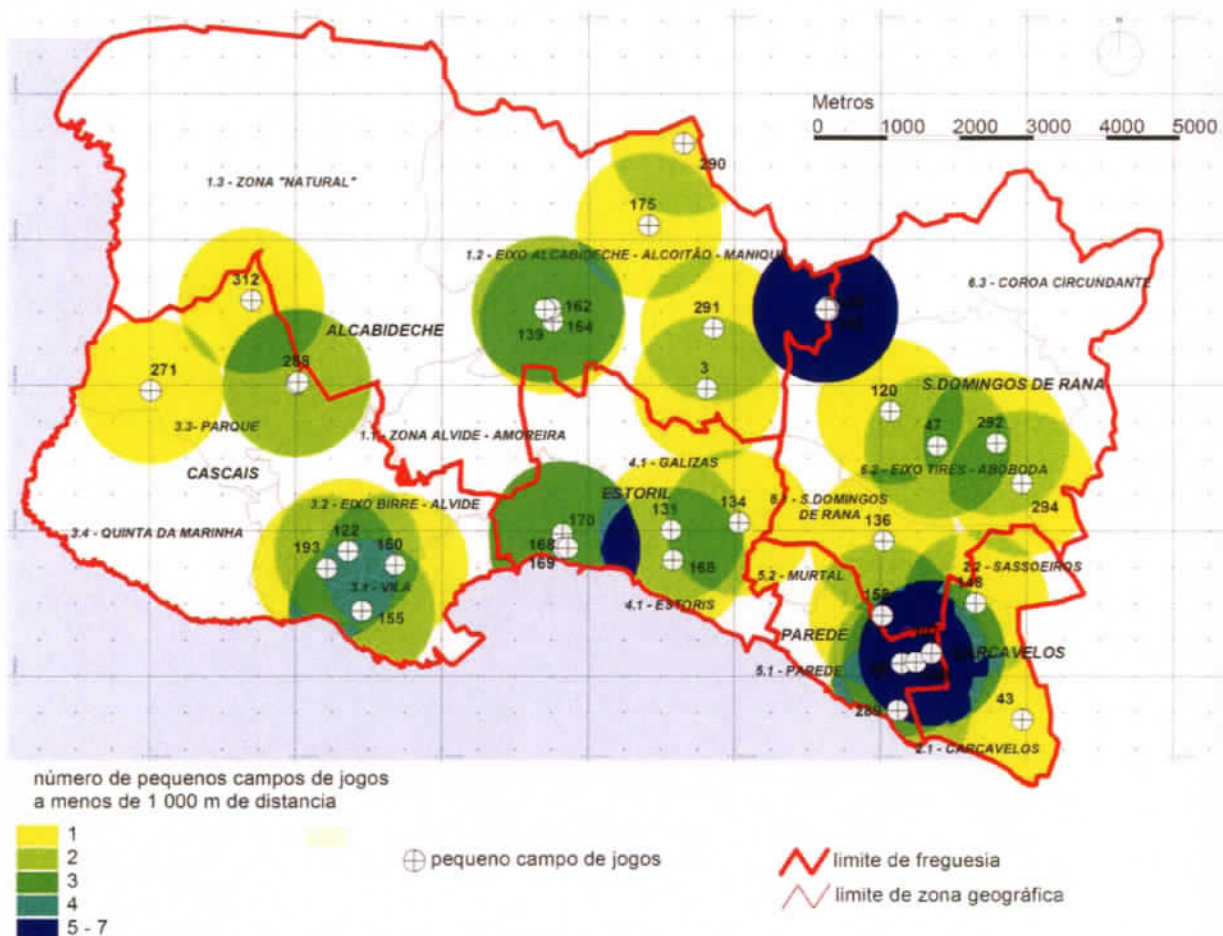 Metros
0 1000 2000 3000 4000 5000
290
1.3 - ZONA "NATURAL"
175
1.2 - EIXO ALCABIDECHE - ALCOITÃO - MANIQU
6.3 - COROA CIRCUNDANTE
312
162
291
ALCABIDECHE
139
164
288
3
271
120
S.DOMINGOS DE RANA
3.3- PARQUE
47
292
1.1- ZONA ALVIDE - AMOREIRA
4.1 - GALIZAS
CASCAIS
6.2 - EIXO TIRES - ABOBODA
3.2 - EIXO BIRRE - ALVIDE
ESTORIL
134
S.DOMINGOS
DE RANA
294
3.4 - QUINTA DA MARINHA
122
170
131
136
193
160
168
169
168
5.2 - MURTAL
2.2 - SASSOEIROS
148
3.1 - VILA
155
4.1 - ESTORIS
159
PAREDE
CARCAVELOS
5.1 - PAREDE
289
43
2.1 - CARCAVELOS
número de pequenos campos de jogos
a menos de 1 000 m de distancia
1
2
3
4
5 - 7
pequeno campo de jogos
limite de freguesia
limite de zona geográfica